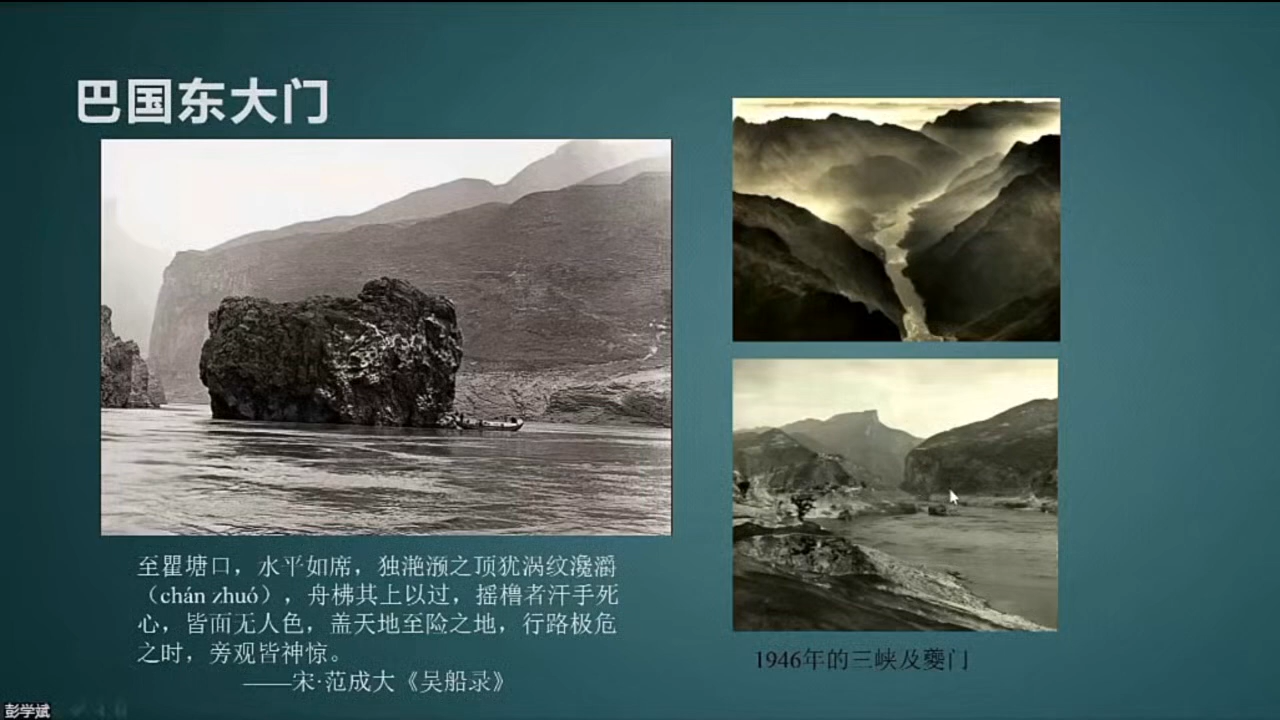 巴国东大门
至瞿塘口，水平如席，独滟滪之顶犹涡纹瀺灂
（chán zhuó），舟梯其上以过，摇橹者汗手死
心，皆面无人色，盖天地至险之地，行路极危
之时，旁观皆神惊。
——宋·范成大《吴船录》
1946年的三峡及夔门
彭学斌